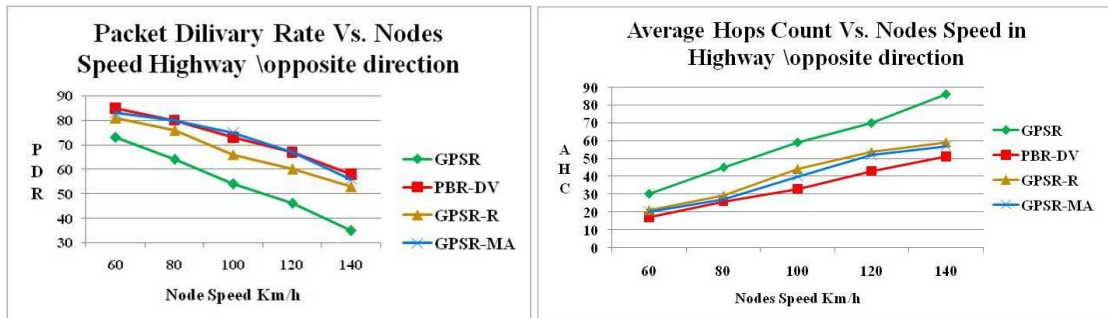 Packet Dilivary Rate Vs. Nodes
Speed Highway \opposite direction
90
80
70
60
50
40
30
P
D
R
60 80 100 120 140
Node Speed Km/h
GPSR
PBR-DV
GPSR-R
GPSR-MA
Average Hops Count Vs. Nodes Speed in
Highway \opposite direction
90
80
70
60
50
40
30
20
10
0
A
H
C
60 80 100 120 140
Nodes Speed Km/h
GPSR
PBR-DV
GPSR-R
GPSR-MA